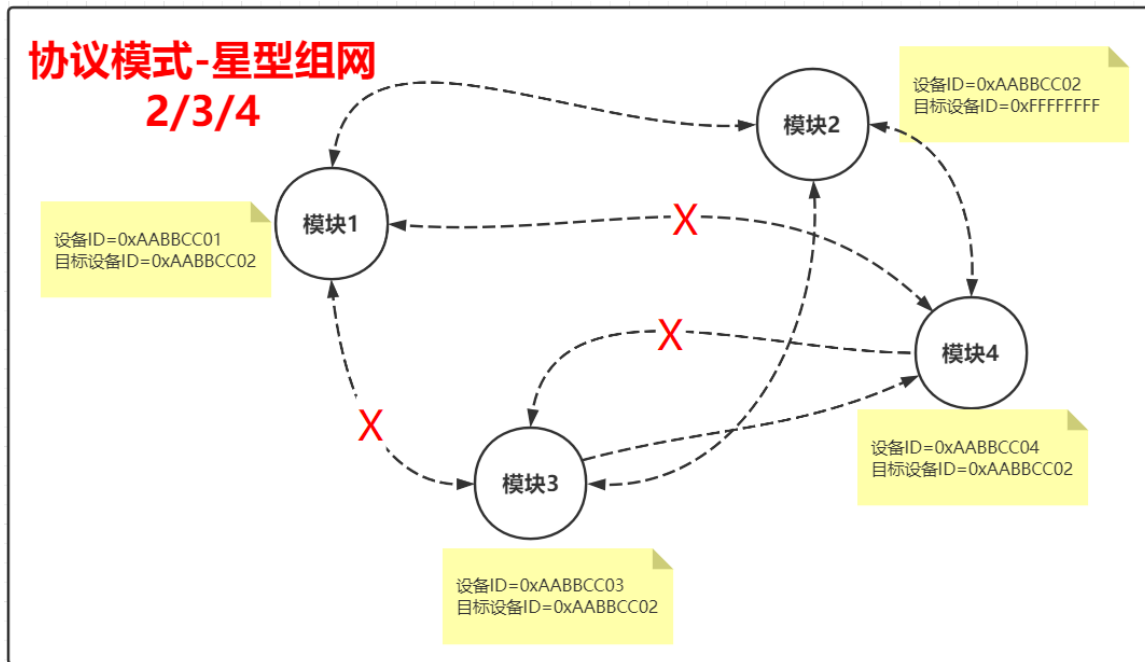 协议模式-星型组网
2/3/4
模块2
设备ID=0xAABBCC02
目标设备ID=0xFFFFFFFF
模块1
设备ID=0xAABBCC01
目标设备ID=0xAABBCC02
X
X
模块4
X
设备ID=0xAABBCC04
目标设备ID=0xAABBCC02
模块3
设备ID=0xAABBCC03
目标设备ID=0xAABBCC02